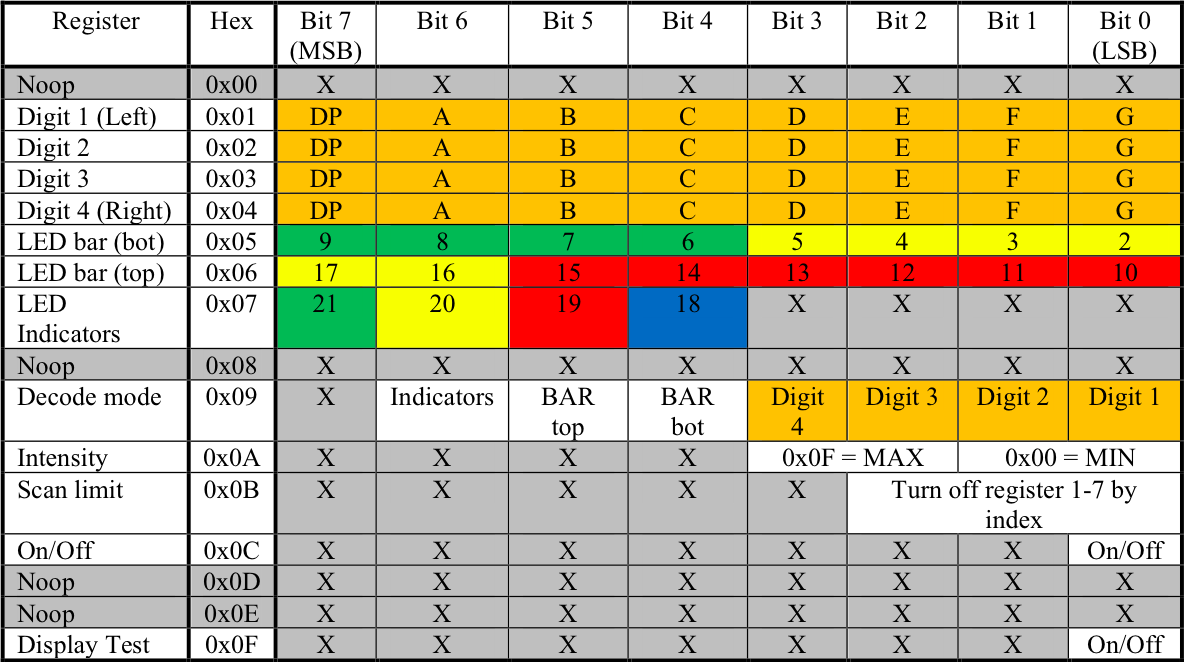 Register Hex Bit 7 (MSB) Bit 6 Bit 5 Bit 4 Bit 3 Bit 2 Bit 1 Bit 0 (LSB)
Noop 0x00 X X X X X X X X
Digit 1 (Left) 0x01 DP A B C D E F G
Digit 2 0x02 DP A B C D E F G
Digit 3 0x03 DP A B C D E F G
Digit 4 (Right) 0x04 DP A B C D E F G
LED bar (bot) 0x05 9 8 7 6 5 4 3 2
LED bar (top) 0x06 17 16 15 14 13 12 11 10
LED Indicators 0x07 21 20 19 18 X X X X
Noop 0x08 X X X X X X X X
Decode mode 0x09 X Indicators BAR top BAR bot Digit 4 Digit 3 Digit 2 Digit 1
Intensity 0x0A X X X X 0x0F = MAX 0x00 = MIN
Scan limit 0x0B X X X X X Turn off register 1-7 by index
On/Off 0x0C X X X X X X X On/Off
Noop 0x0D X X X X X X X X
Noop 0x0E X X X X X X X X
Display Test 0x0F X X X X X X X On/Off